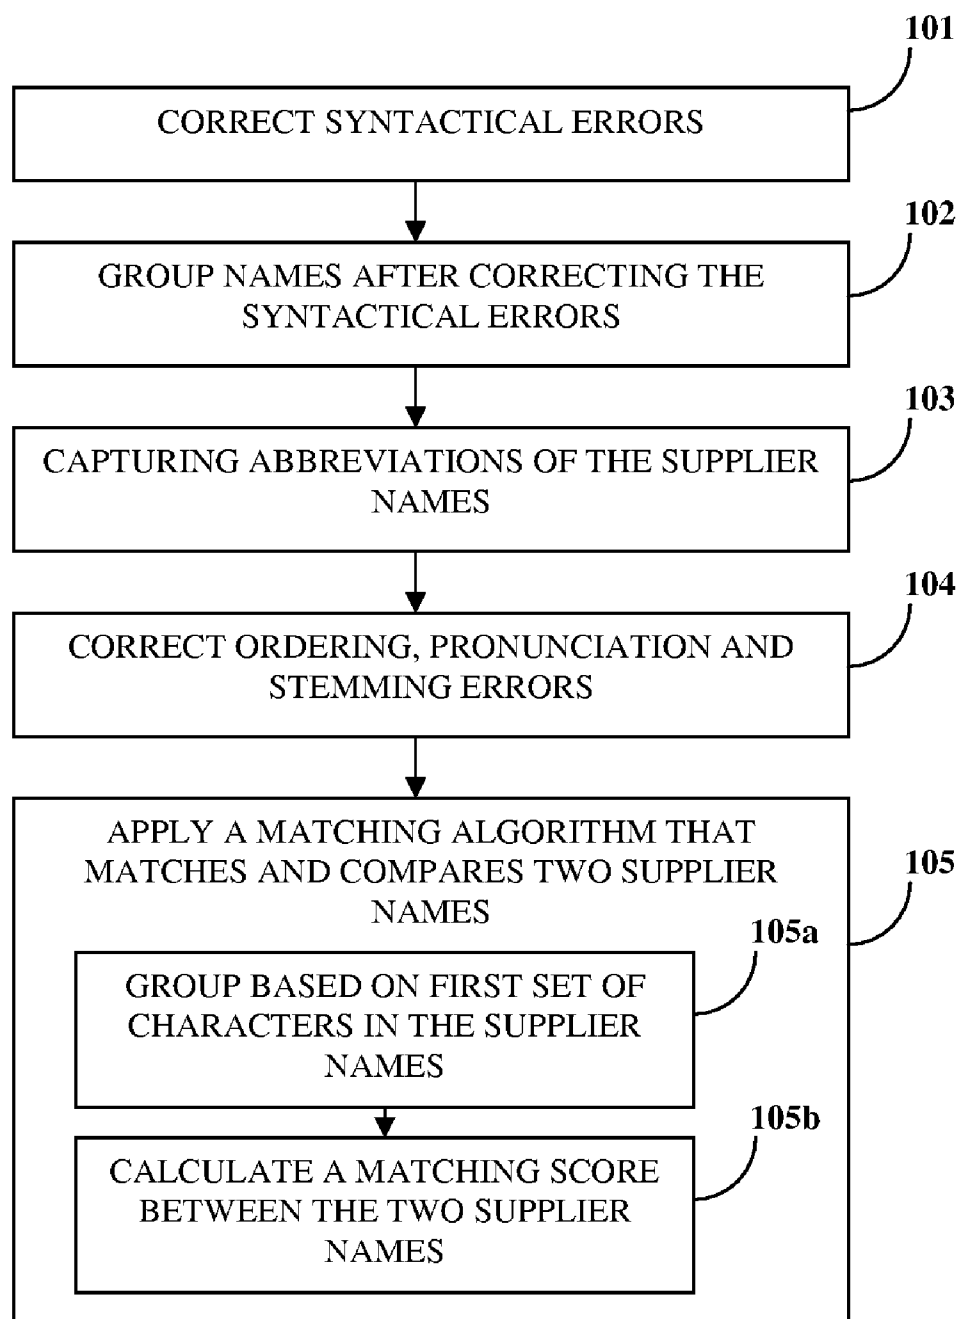 101
CORRECT SYNTACTICAL ERRORS
102
GROUP NAMES AFTER CORRECTING THE
SYNTACTICAL ERRORS
103
CAPTURING ABBREVIATIONS OF THE SUPPLIER
NAMES
104
CORRECT ORDERING, PRONUNCIATION AND
STEMMING ERRORS
105
APPLY A MATCHING ALGORITHM THAT
MATCHES AND COMPARES TWO SUPPLIER
NAMES
105a
GROUP BASED ON FIRST SET OF
CHARACTERS IN THE SUPPLIER
NAMES
105b
CALCULATE A MATCHING SCORE
BETWEEN THE TWO SUPPLIER
NAMES